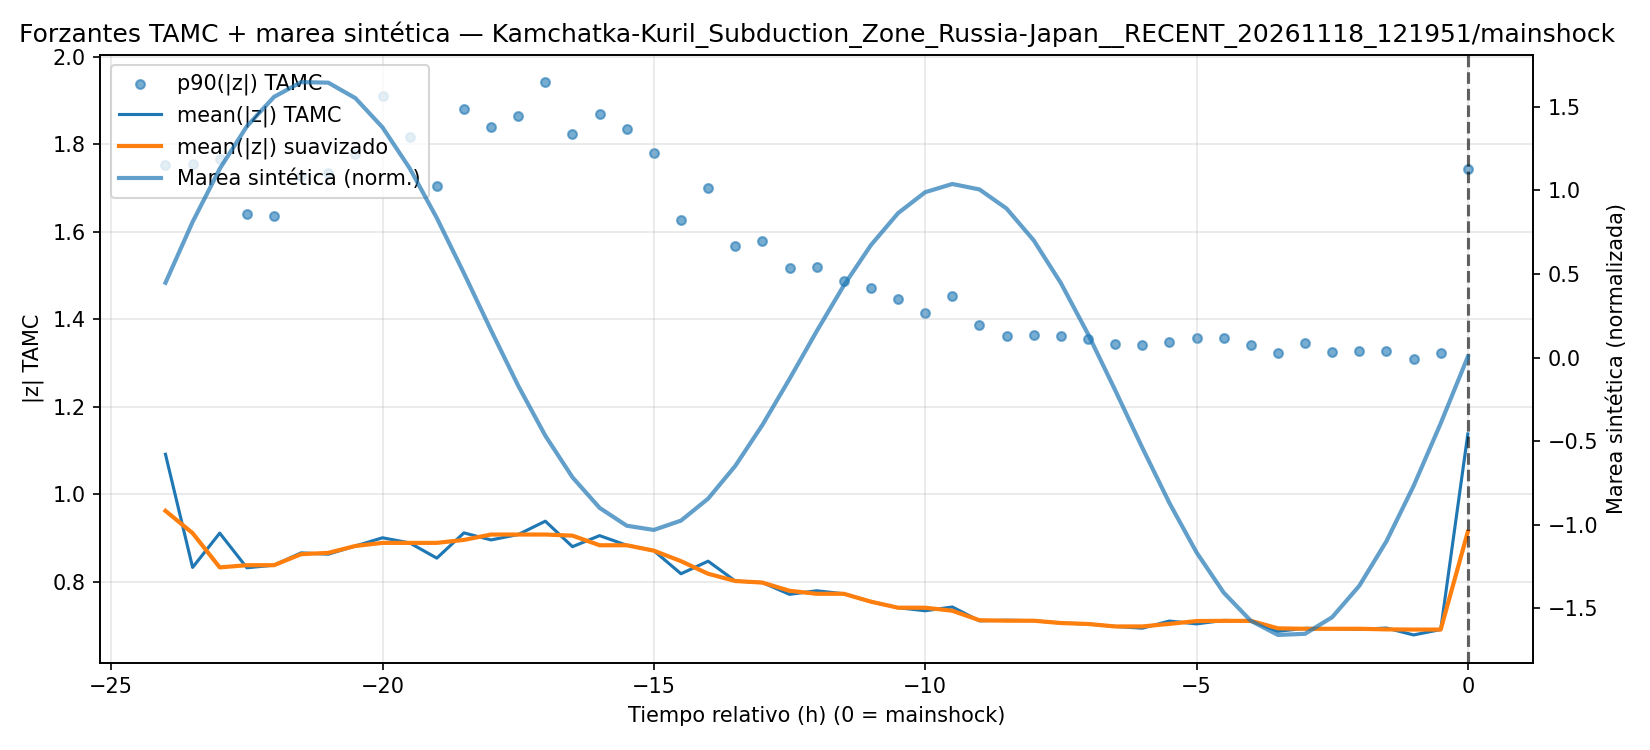 Forzantes TAMC + marea sintética — Kamchatka-Kuril_Subduction_Zone_Russia-Japan__RECENT_20261118_121951/mainshock
p90(|z|) TAMC
mean(|z|) TAMC
mean(|z|) suavizado
Marea sintética (norm.)
|z| TAMC
2.0
1.8
1.6
1.4
1.2
1.0
0.8
Marea sintética (normalizada)
1.5
1.0
0.5
0.0
−0.5
−1.0
−1.5
−25 −20 −15 −10 −5 0
Tiempo relativo (h) (0 = mainshock)